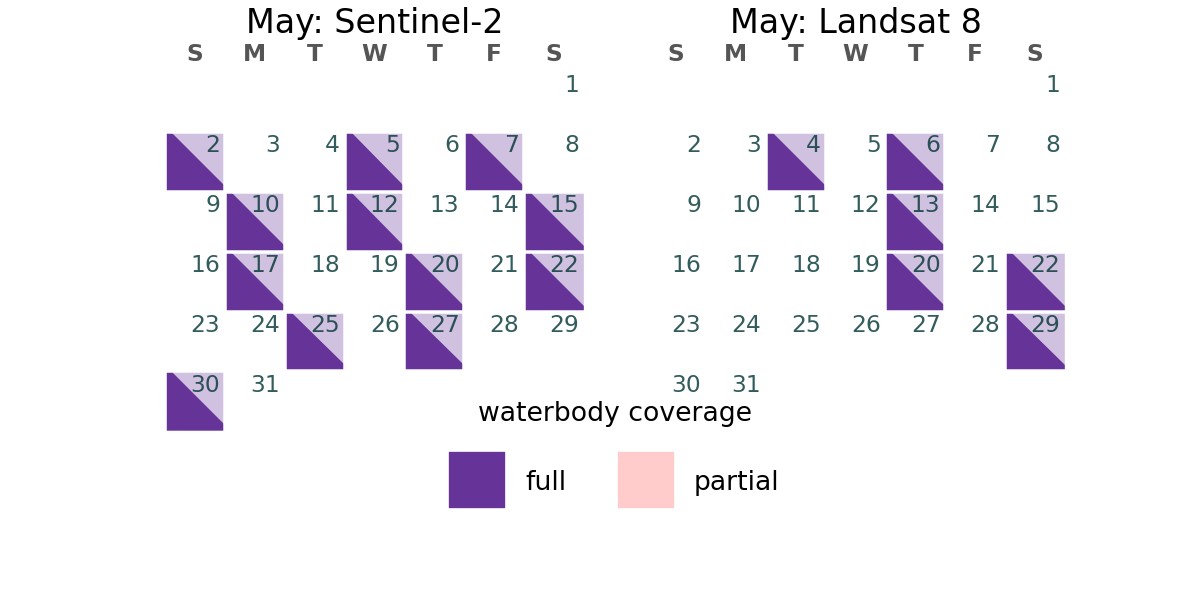 May: Sentinel-2
S M T W T F S
1
2 3 4 5 6 7 8
9 10 11 12 13 14 15
16 17 18 19 20 21 22
23 24 25 26 27 28 29
30 31
May: Landsat 8
S M T W T F S
1
2 3 4 5 6 7 8
9 10 11 12 13 14 15
16 17 18 19 20 21 22
23 24 25 26 27 28 29
30 31
waterbody coverage
full partial